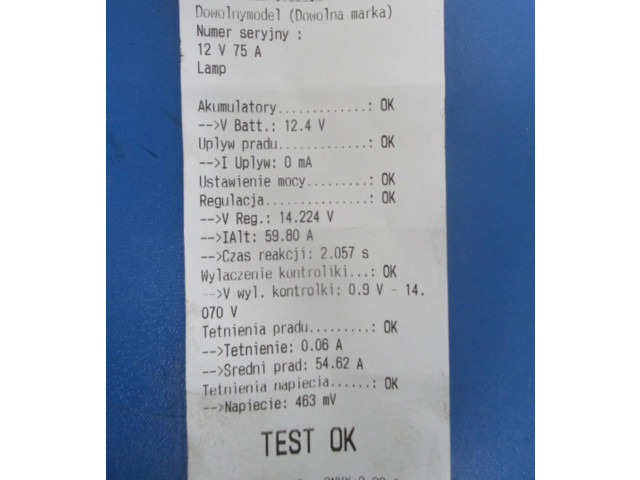 Dowolnymodel (Dowolna marka)
Numer seryjny :
12 V 75 A
Lamp
Akumulatory.............: OK
-->V Batt.: 12.4 V
Uplyw pradu.............: OK
-->I Uplyw: 0 mA
Ustawienie mocy.........: OK
Regulacja...............: OK
-->V Reg.: 14.224 V
-->IAlt: 59.80 A
-->Czas reakcji: 2.057 s
Wylaczenie kontroliki...: OK
-->V wyl. kontrolki: 0.9 V - 14.
070 V
Tetnienia pradu.........: OK
-->Tetnienie: 0.06 A
-->Sredni prad: 54.62 A
Tetnienia napiecia......: OK
-->Napiecie: 463 mV
TEST OK